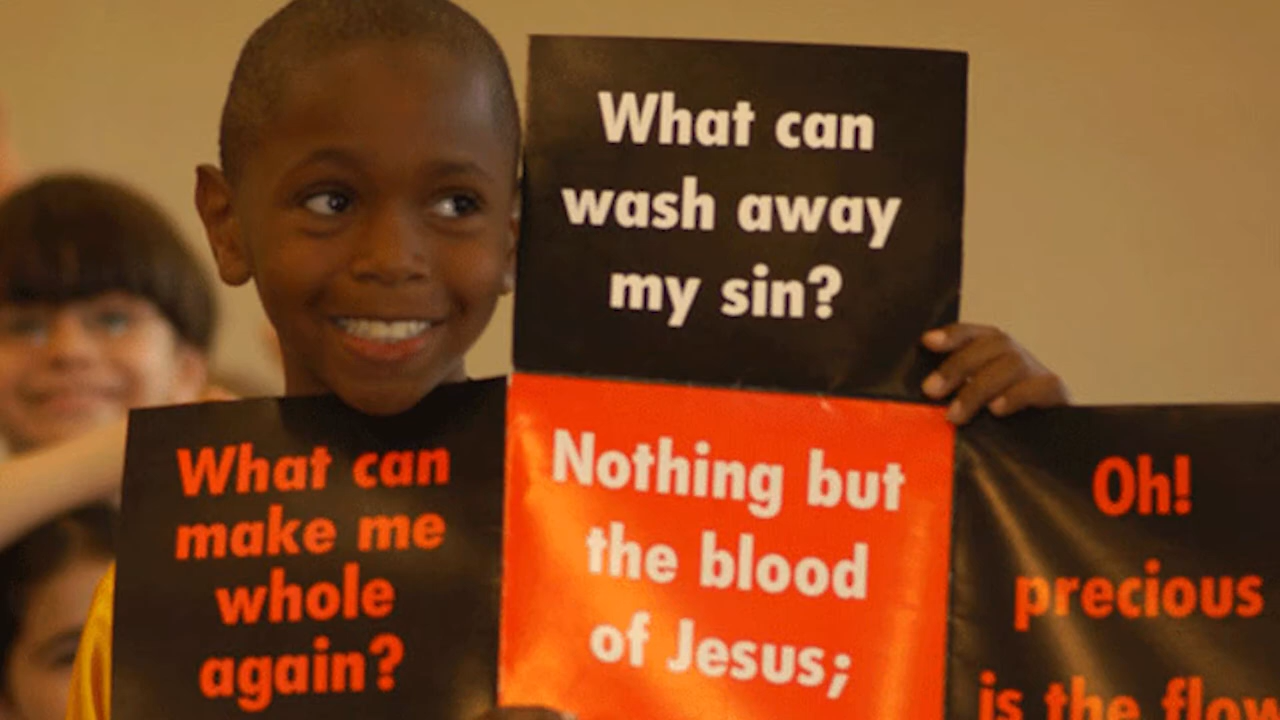 What can
wash away
my sin?
What can
make me
whole
again?
Nothing but
the blood
of Jesus;
Oh!
precious
is the flow